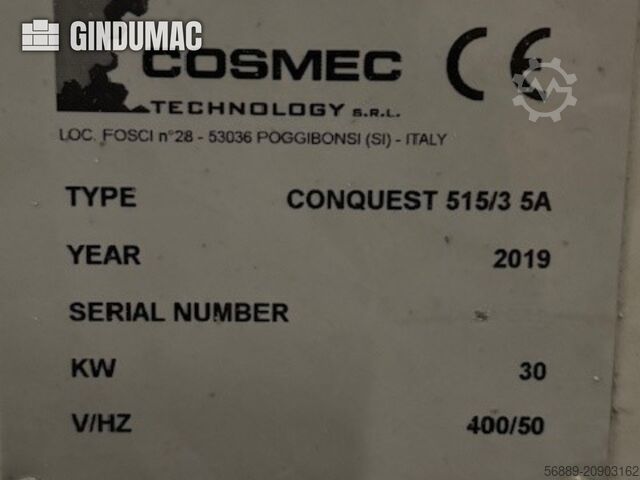 GINDUMAC
COSMEC
TECHNOLOGY S.R.L.
LOC. FOSCI n°28 - 53036 POGGIBONSI (SI) - ITALY
TYPE CONQUEST 515/3 5A
YEAR 2019
SERIAL NUMBER
KW 30
V/HZ 400/50
56889-20903162